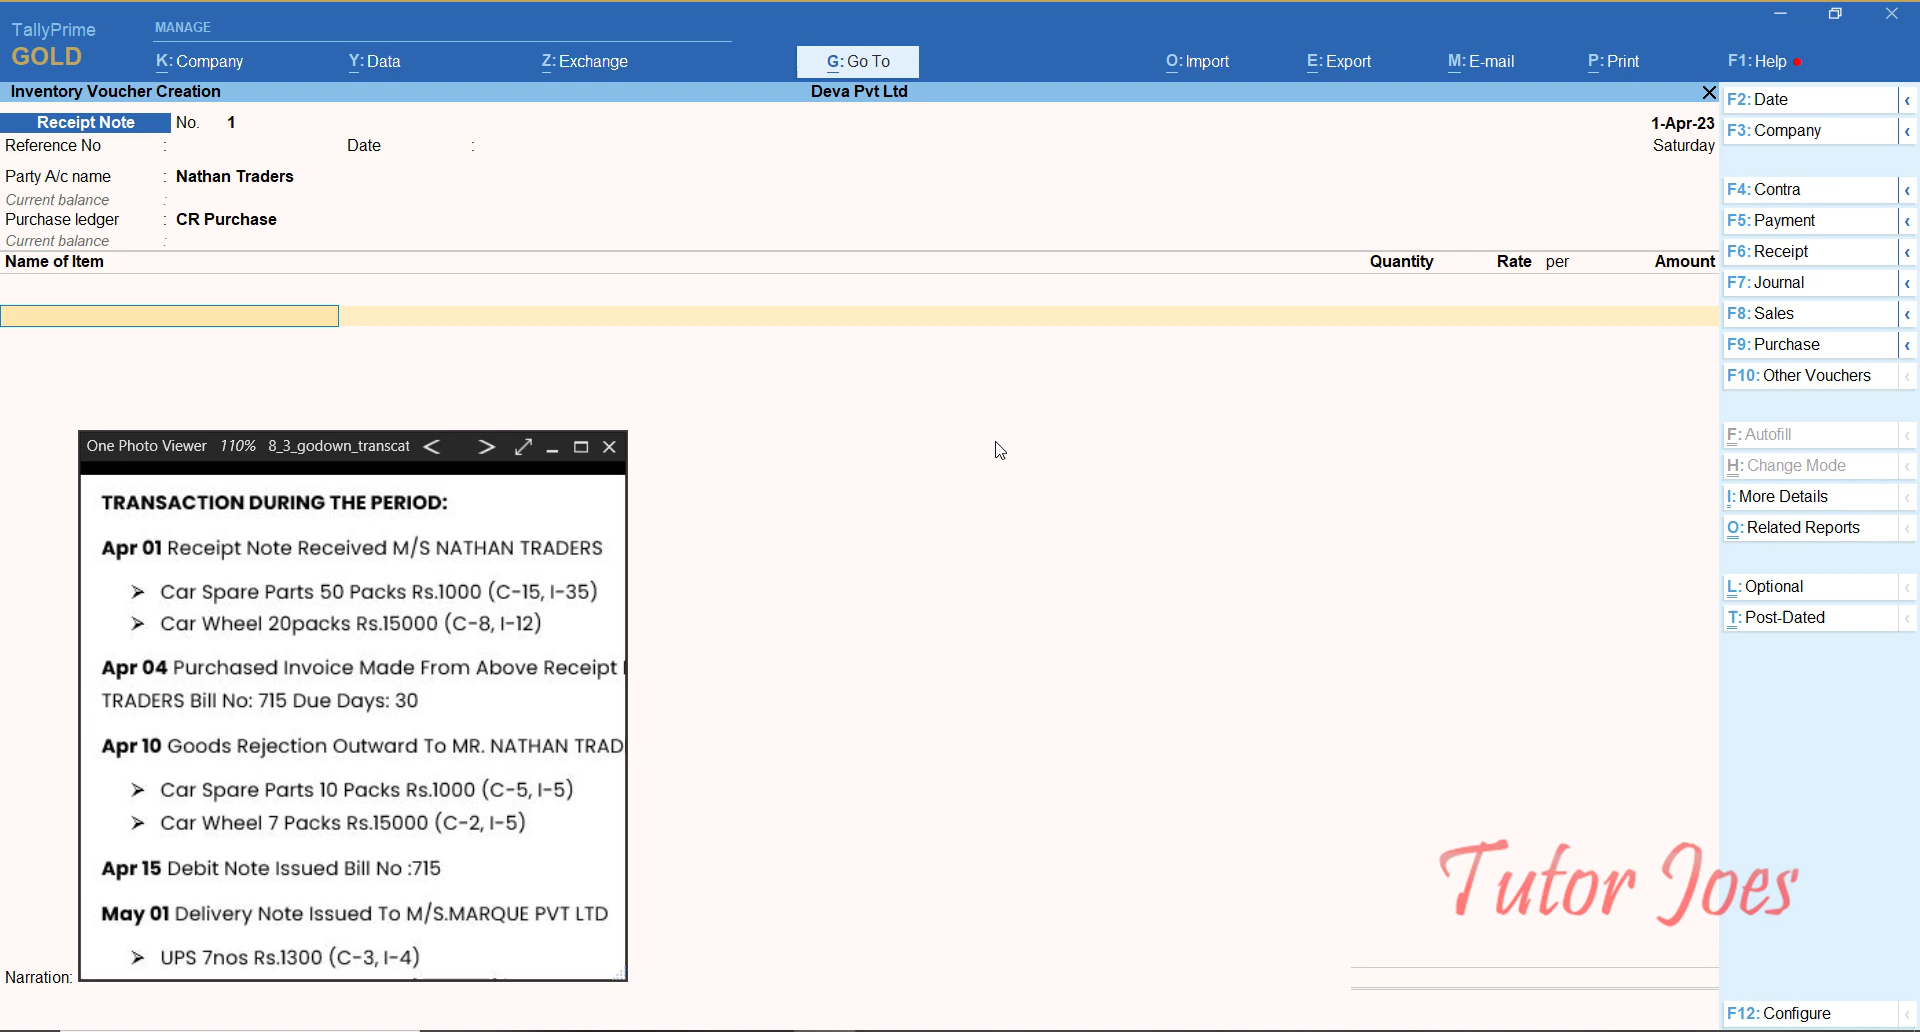 TallyPrime
GOLD
MANAGE
K: Company Y: Data Z: Exchange G: Go To O: Import E: Export M: E-mail P: Print F1: Help
Inventory Voucher Creation Deva Pvt Ltd
Receipt Note No. 1 1-Apr-23
Reference No : Date : Saturday
Party A/c name : Nathan Traders
Current balance :
Purchase ledger : CR Purchase
Current balance :
Name of Item Quantity Rate per Amount
One Photo Viewer 110% 8_3_godown_transcat
TRANSACTION DURING THE PERIOD:
Apr 01 Receipt Note Received M/S NATHAN TRADERS
➢ Car Spare Parts 50 Packs Rs.1000 (C-15, I-35)
➢ Car Wheel 20packs Rs.15000 (C-8, I-12)
Apr 04 Purchased Invoice Made From Above Receipt
TRADERS Bill No: 715 Due Days: 30
Apr 10 Goods Rejection Outward To MR. NATHAN TRAD
➢ Car Spare Parts 10 Packs Rs.1000 (C-5, I-5)
➢ Car Wheel 7 Packs Rs.15000 (C-2, I-5)
Apr 15 Debit Note Issued Bill No :715
May 01 Delivery Note Issued To M/S.MARQUE PVT LTD
➢ UPS 7nos Rs.1300 (C-3, I-4)
Narration:
F2: Date
F3: Company
F4: Contra
F5: Payment
F6: Receipt
F7: Journal
F8: Sales
F9: Purchase
F10: Other Vouchers
F: Autofill
H: Change Mode
I: More Details
O: Related Reports
L: Optional
T: Post-Dated
Tutor Joes
F12: Configure